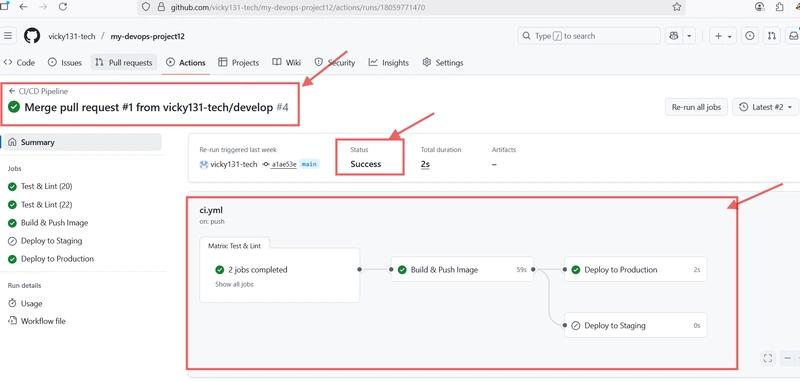 github.com/vicky131-tech/my-devops-project12/actions/runs/18059771470
vicky131-tech / my-devops-project12
Type / to search
Code
Issues
Pull requests
Actions
Projects
Wiki
Security
Insights
Settings
← CI/CD Pipeline
Merge pull request #1 from vicky131-tech/develop #4
Re-run all jobs
Latest #2
Summary
Jobs
Test & Lint (20)
Test & Lint (22)
Build & Push Image
Deploy to Staging
Deploy to Production
Run details
Usage
Workflow file
Re-run triggered last week
vicky131-tech a1ae53e main
Status
Success
Total duration
2s
Artifacts
–
ci.yml
on: push
Matrix: Test & Lint
2 jobs completed
Show all jobs
Build & Push Image 59s
Deploy to Production 2s
Deploy to Staging 0s